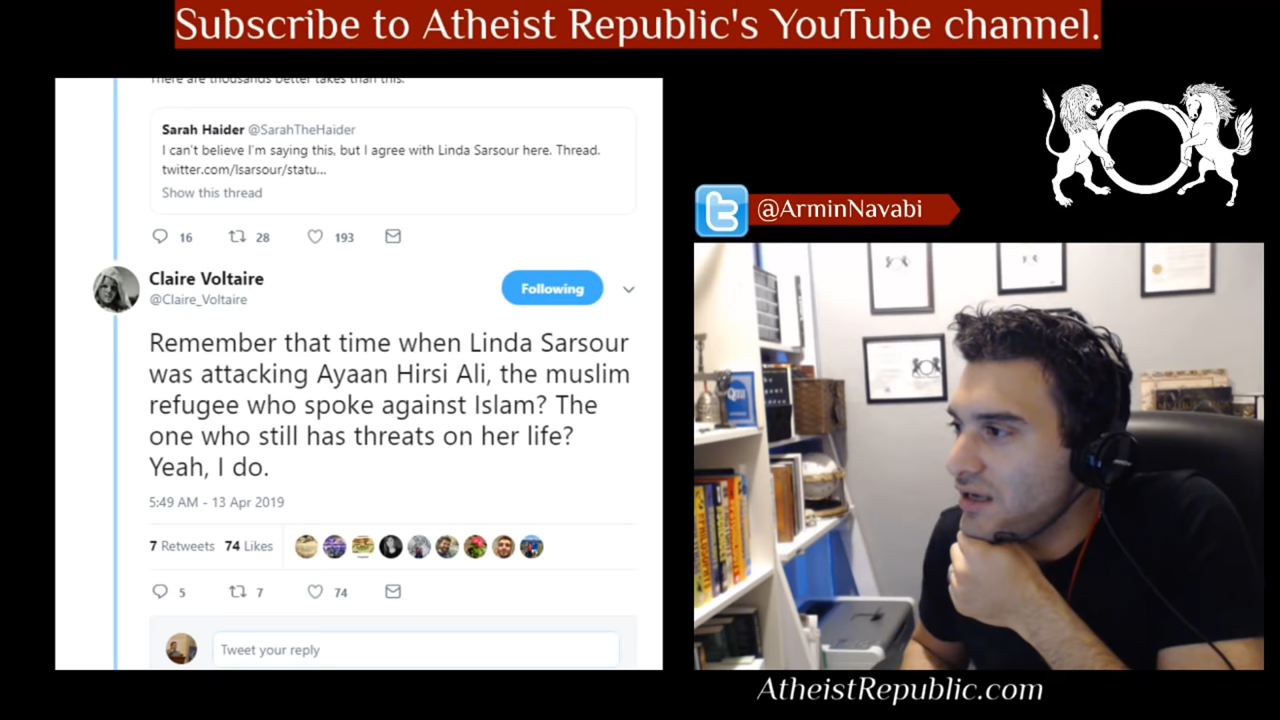 Subscribe to Atheist Republic's YouTube channel.
There are thousands better takes than this.
Sarah Haider @SarahTheHaider
I can't believe I'm saying this, but I agree with Linda Sarsour here. Thread.
twitter.com/lsarsour/statu...
Show this thread
16 28 193
Claire Voltaire
@Claire_Voltaire
Following
Remember that time when Linda Sarsour
was attacking Ayaan Hirsi Ali, the muslim
refugee who spoke against Islam? The
one who still has threats on her life?
Yeah, I do.
5:49 AM - 13 Apr 2019
7 Retweets 74 Likes
5 7 74
Tweet your reply
@ArminNavabi
AtheistRepublic.com